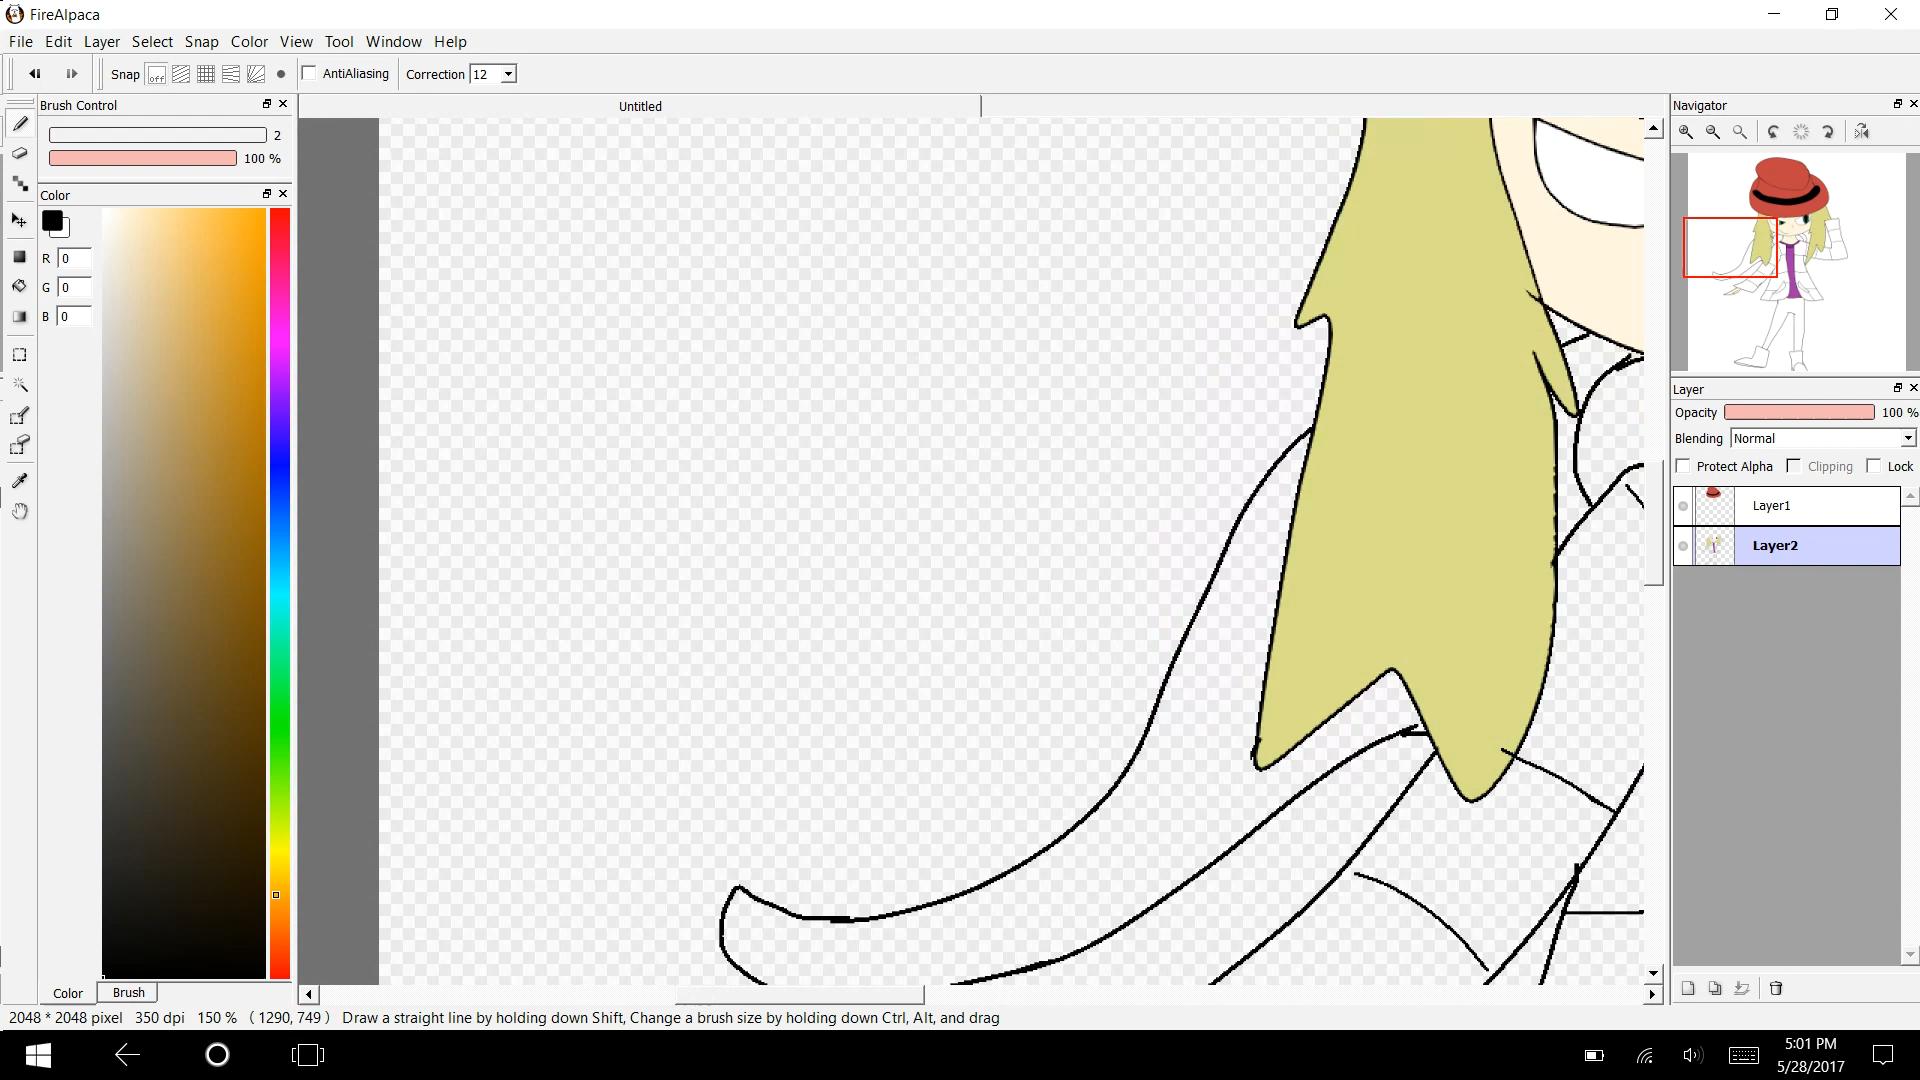 FireAlpaca
File Edit Layer Select Snap Color View Tool Window Help
Snap off AntiAliasing Correction 12
Brush Control
2
100 %
Color
R 0
G 0
B 0
Color Brush
Untitled
Navigator
Layer
Opacity 100 %
Blending Normal
Protect Alpha Clipping Lock
Layer1
Layer2
2048 * 2048 pixel 350 dpi 150 % ( 1290, 749 ) Draw a straight line by holding down Shift, Change a brush size by holding down Ctrl, Alt, and drag
5:01 PM
5/28/2017